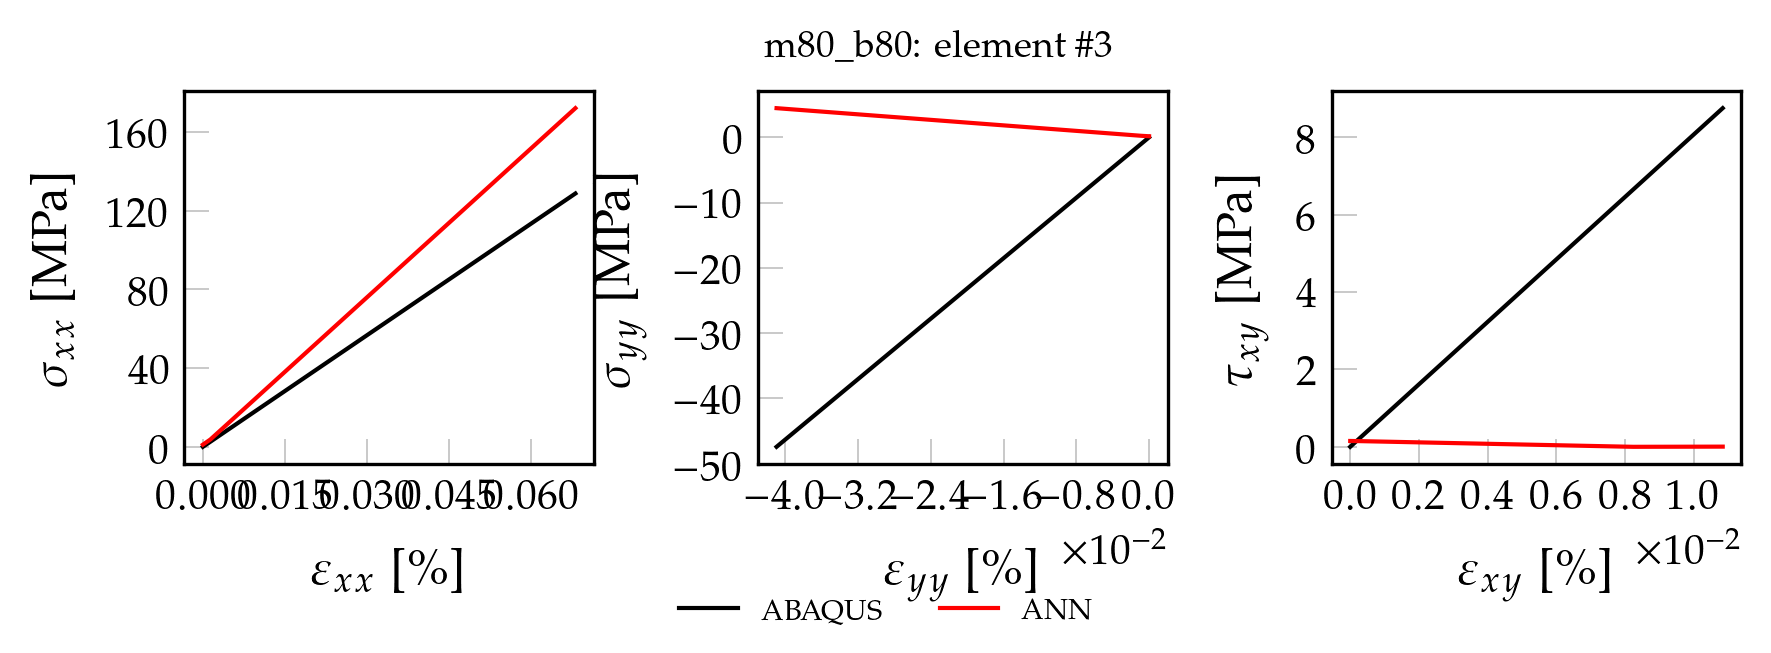 m80_b80: element #3
σxx [MPa]
160
120
80
40
0
0.000 0.015 0.030 0.045 0.060
εxx [%]
σyy [MPa]
0
−10
−20
−30
−40
−50
−4.0 −3.2 −2.4 −1.6 −0.8 0.0
×10−2
εyy [%]
τxy [MPa]
8
6
4
2
0
0.0 0.2 0.4 0.6 0.8 1.0
×10−2
εxy [%]
ABAQUS ANN